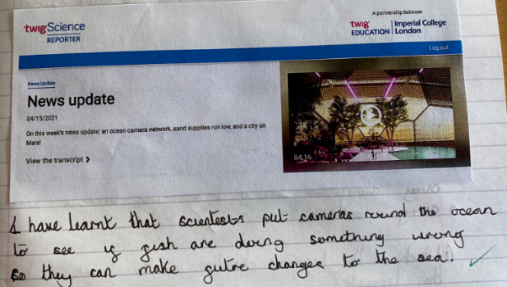 twigScience
REPORTER
A partnership between
twig EDUCATION | Imperial College London
Log out
News Update
News update
04/15/2021
On this week's news update: an ocean camera network, sand supplies run low, and a city on
Mars!
View the transcript >
04:16
I have learnt that scientests put cameras round the ocean
to see if fish are doing something wrong
so they can make futre changes to the sea. ✓